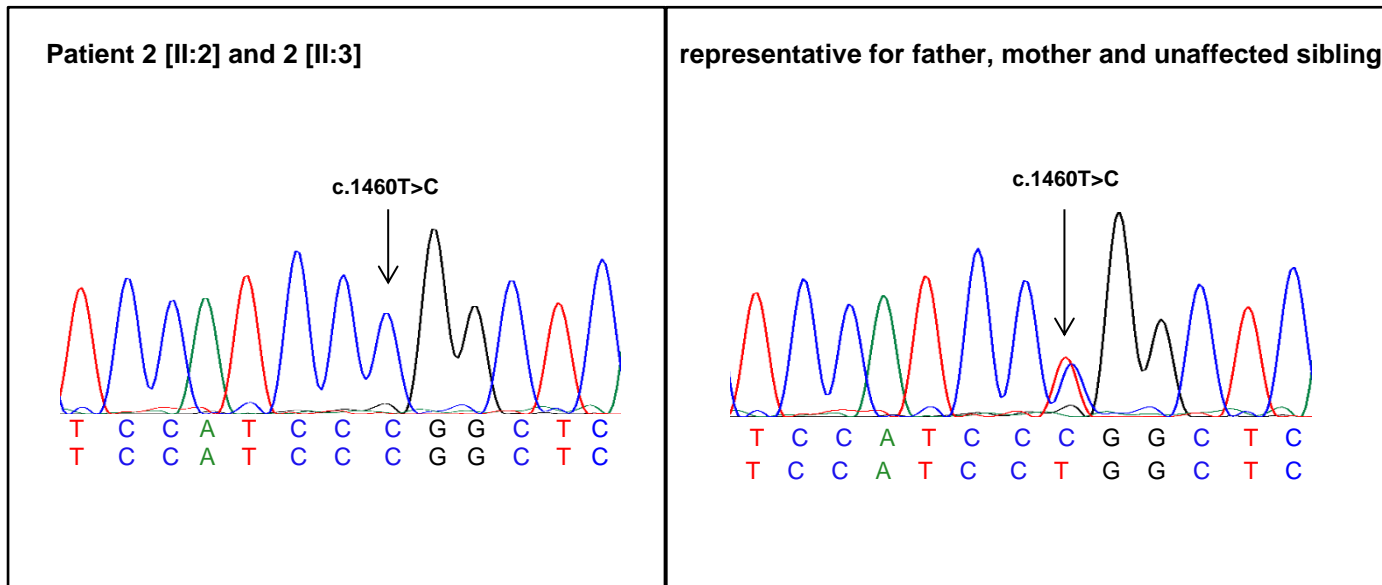 Patient 2 [II:2] and 2 [II:3]
c.1460T>C
T C C A T C C C G G C T C
T C C A T C C C G G C T C
representative for father, mother and unaffected sibling
c.1460T>C
T C C A T C C C G G C T C
T C C A T C C T G G C T C